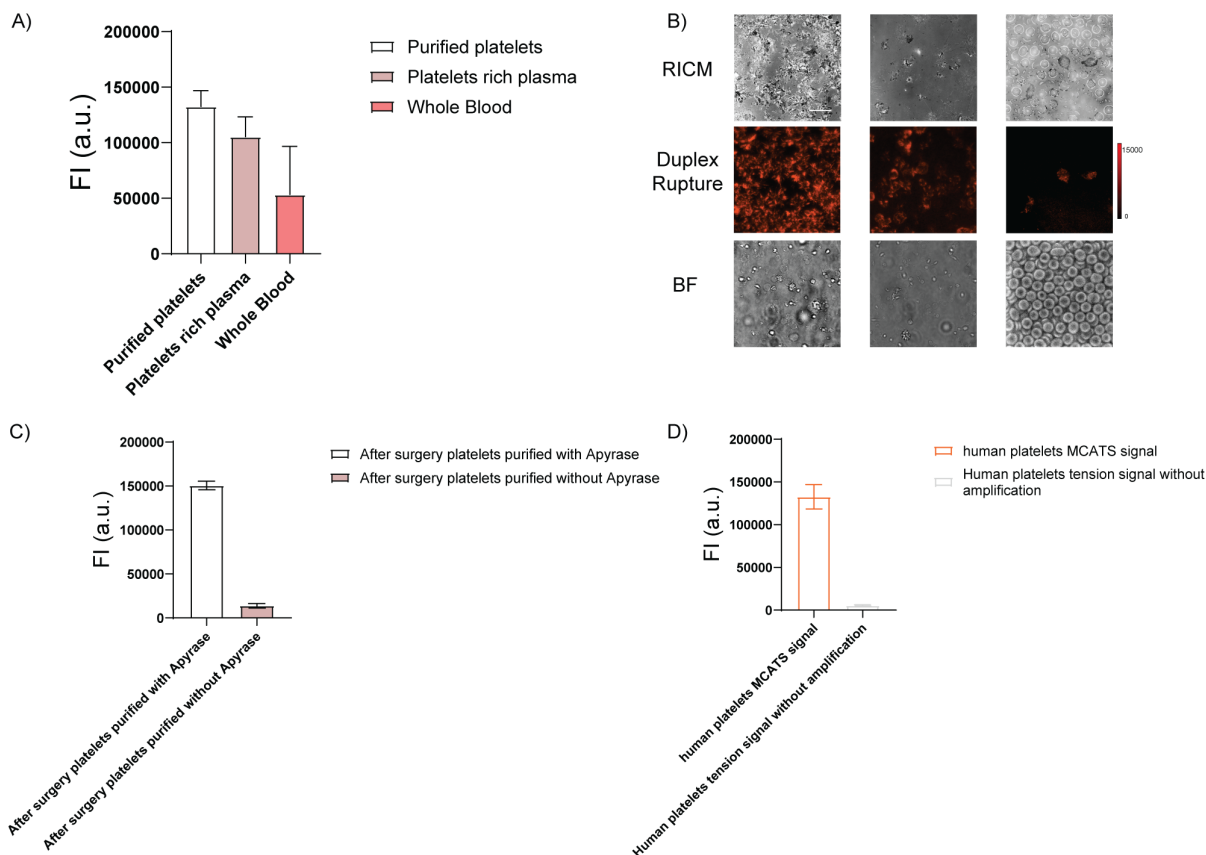 A)
200000
150000
100000
50000
0
FI (a.u.)
Purified platelets
Platelets rich plasma
Whole Blood
Purified platelets
Platelets rich plasma
Whole Blood
B)
RICM
Duplex
Rupture
BF
15000
0
C)
200000
150000
100000
50000
0
FI (a.u.)
After surgery platelets purified with Apyrase
After surgery platelets purified without Apyrase
After surgery platelets purified with Apyrase
After surgery platelets purified without Apyrase
D)
200000
150000
100000
50000
0
FI (a.u.)
human platelets MCATS signal
Human platelets tension signal without
amplification
human platelets MCATS signal
Human platelets tension signal without amplification